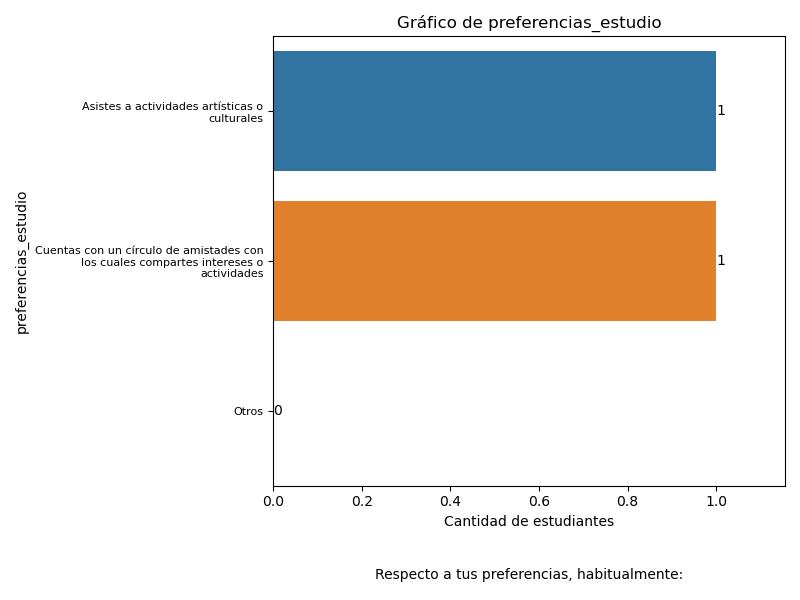 Gráfico de preferencias_estudio
preferencias_estudio
Asistes a actividades artísticas o
culturales
1
Cuentas con un círculo de amistades con
los cuales compartes intereses o
actividades
1
Otros
0
0.0 0.2 0.4 0.6 0.8 1.0
Cantidad de estudiantes
Respecto a tus preferencias, habitualmente: